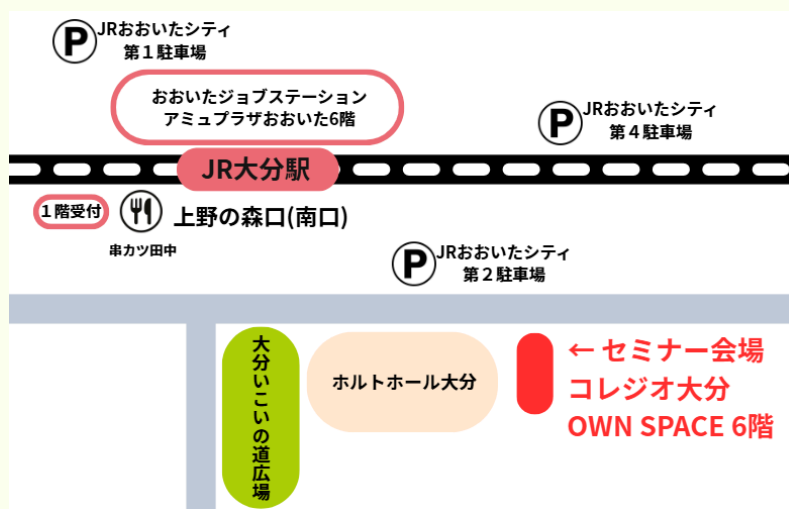 P
JRおおいたシティ
第１駐車場
おおいたジョブステーション
アミュプラザおおいた6階
P
JRおおいたシティ
第４駐車場
JR大分駅
１階受付
上野の森口(南口)
串カツ田中
P
JRおおいたシティ
第２駐車場
大分いこいの道広場
ホルトホール大分
← セミナー会場
コレジオ大分
OWN SPACE 6階